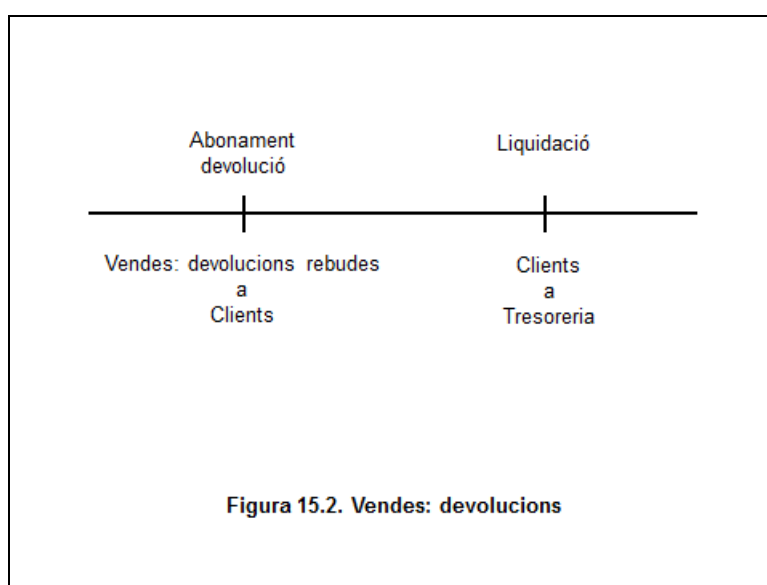 Abonament
devolució
Liquidació
Vendes: devolucions rebudes
a
Clients
Clients
a
Tresoreria
Figura 15.2. Vendes: devolucions